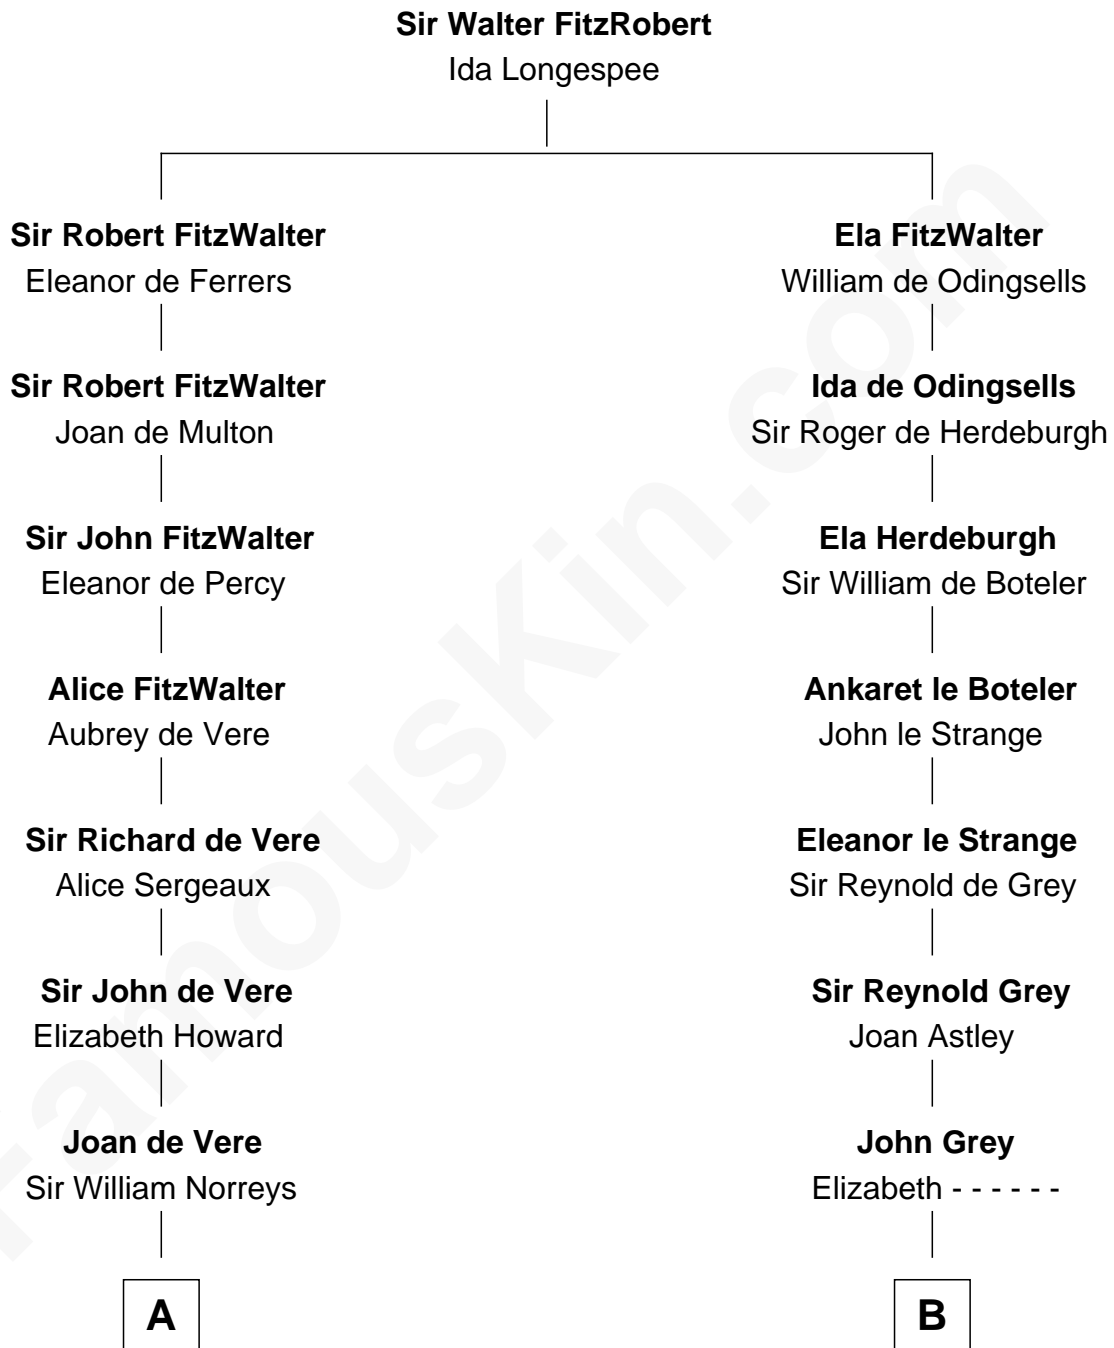 Sir Walter FitzRobert
Ida Longespee
Sir Robert FitzWalter
Eleanor de Ferrers
Ela FitzWalter
William de Odingsells
Sir Robert FitzWalter
Joan de Multon
Ida de Odingsells
Sir Roger de Herdeburgh
Sir John FitzWalter
Eleanor de Percy
Ela Herdeburgh
Sir William de Boteler
Alice FitzWalter
Aubrey de Vere
Ankaret le Boteler
John le Strange
Sir Richard de Vere
Alice Sergeaux
Eleanor le Strange
Sir Reynold de Grey
Sir John de Vere
Elizabeth Howard
Sir Reynold Grey
Joan Astley
Joan de Vere
Sir William Norreys
John Grey
Elizabeth - - - - - -
A
B
FamousKin.com